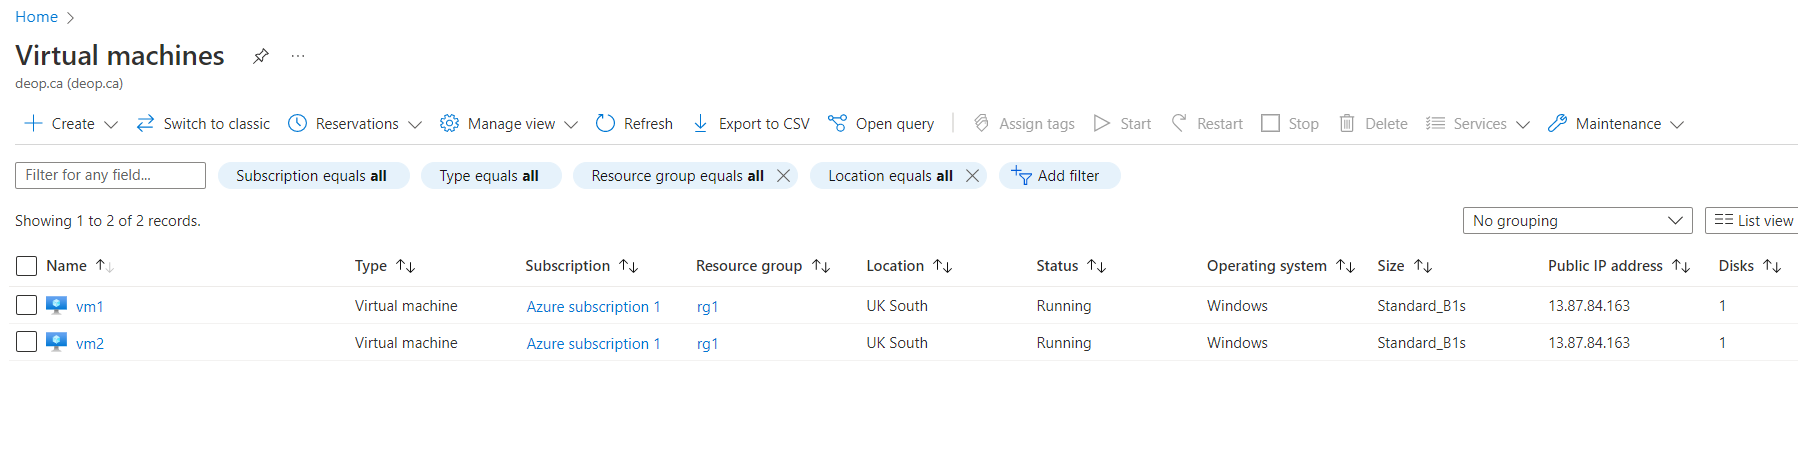 Home
Virtual machines
deop.ca (deop.ca)
Create Switch to classic Reservations Manage view Refresh Export to CSV Open query Assign tags Start Restart Stop Delete Services Maintenance
Filter for any field... Subscription equals all Type equals all Resource group equals all Location equals all Add filter
Showing 1 to 2 of 2 records. No grouping List view
Name Type Subscription Resource group Location Status Operating system Size Public IP address Disks
vm1 Virtual machine Azure subscription 1 rg1 UK South Running Windows Standard_B1s 13.87.84.163 1
vm2 Virtual machine Azure subscription 1 rg1 UK South Running Windows Standard_B1s 13.87.84.163 1